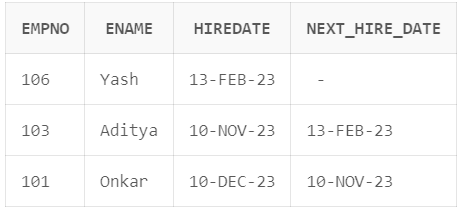 EMPNO ENAME HIREDATE NEXT_HIRE_DATE
106 Yash 13-FEB-23 -
103 Aditya 10-NOV-23 13-FEB-23
101 Onkar 10-DEC-23 10-NOV-23